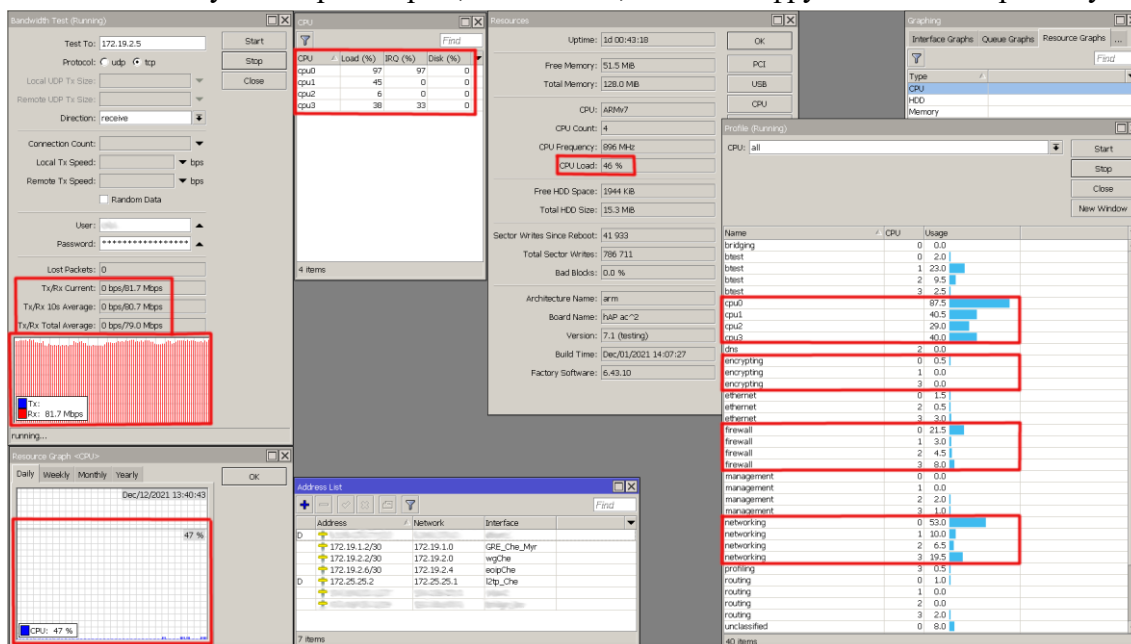 Bandwidth Test (Running)
Test To: 172.19.2.5
Protocol: udp tcp
Local UDP Tx Size:
Remote UDP Tx Size:
Direction: receive
Connection Count:
Local Tx Speed: bps
Remote Tx Speed: bps
Random Data
User:
Password: *****************
Lost Packets: 0
Tx/Rx Current: 0 bps/81.7 Mbps
Tx/Rx 10s Average: 0 bps/80.7 Mbps
Tx/Rx Total Average: 0 bps/79.0 Mbps
Tx:
Rx: 81.7 Mbps
running...
Start
Stop
Close
CPU
Find
CPU Load (%) IRQ (%) Disk (%)
cpu0 97 97 0
cpu1 45 0 0
cpu2 6 0 0
cpu3 38 33 0
4 items
Resources
Uptime: 1d 00:43:18
Free Memory: 51.5 MiB
Total Memory: 128.0 MiB
CPU: ARMv7
CPU Count: 4
CPU Frequency: 896 MHz
CPU Load: 46 %
Free HDD Space: 1944 KiB
Total HDD Size: 15.3 MiB
Sector Writes Since Reboot: 41 933
Total Sector Writes: 786 711
Bad Blocks: 0.0 %
Architecture Name: arm
Board Name: hAP ac^2
Version: 7.1 (testing)
Build Time: Dec/01/2021 14:07:27
Factory Software: 6.43.10
OK
PCI
USB
CPU
Graphing
Interface Graphs Queue Graphs Resource Graphs ...
Find
Type
CPU
HDD
Memory
Profile (Running)
CPU: all
Start
Stop
Close
New Window
Name CPU Usage
bridging 0 0.0
btest 0 2.0
btest 1 23.0
btest 2 9.5
btest 3 2.5
cpu0 87.5
cpu1 40.5
cpu2 29.0
cpu3 40.0
dns 2 0.0
encrypting 0 0.5
encrypting 1 0.0
encrypting 3 0.0
ethernet 0 1.5
ethernet 2 0.5
ethernet 3 3.0
firewall 0 21.5
firewall 1 3.0
firewall 2 4.5
firewall 3 8.0
management 0 0.0
management 1 0.0
management 2 2.0
management 3 1.0
networking 0 53.0
networking 1 10.0
networking 2 6.5
networking 3 19.5
profiling 3 0.5
routing 0 1.0
routing 1 0.0
routing 2 0.0
routing 3 2.0
unclassified 0 8.0
40 items
Resource Graph <CPU>
Daily Weekly Monthly Yearly
OK
Dec/12/2021 13:40:43
47 %
CPU: 47 %
Address List
Find
Address Network Interface
D
172.19.1.2/30 172.19.1.0 GRE_Che_Myr
172.19.2.2/30 172.19.2.0 wgChe
172.19.2.6/30 172.19.2.4 eoipChe
D 172.25.25.2 172.25.25.1 l2tp_Che
7 items